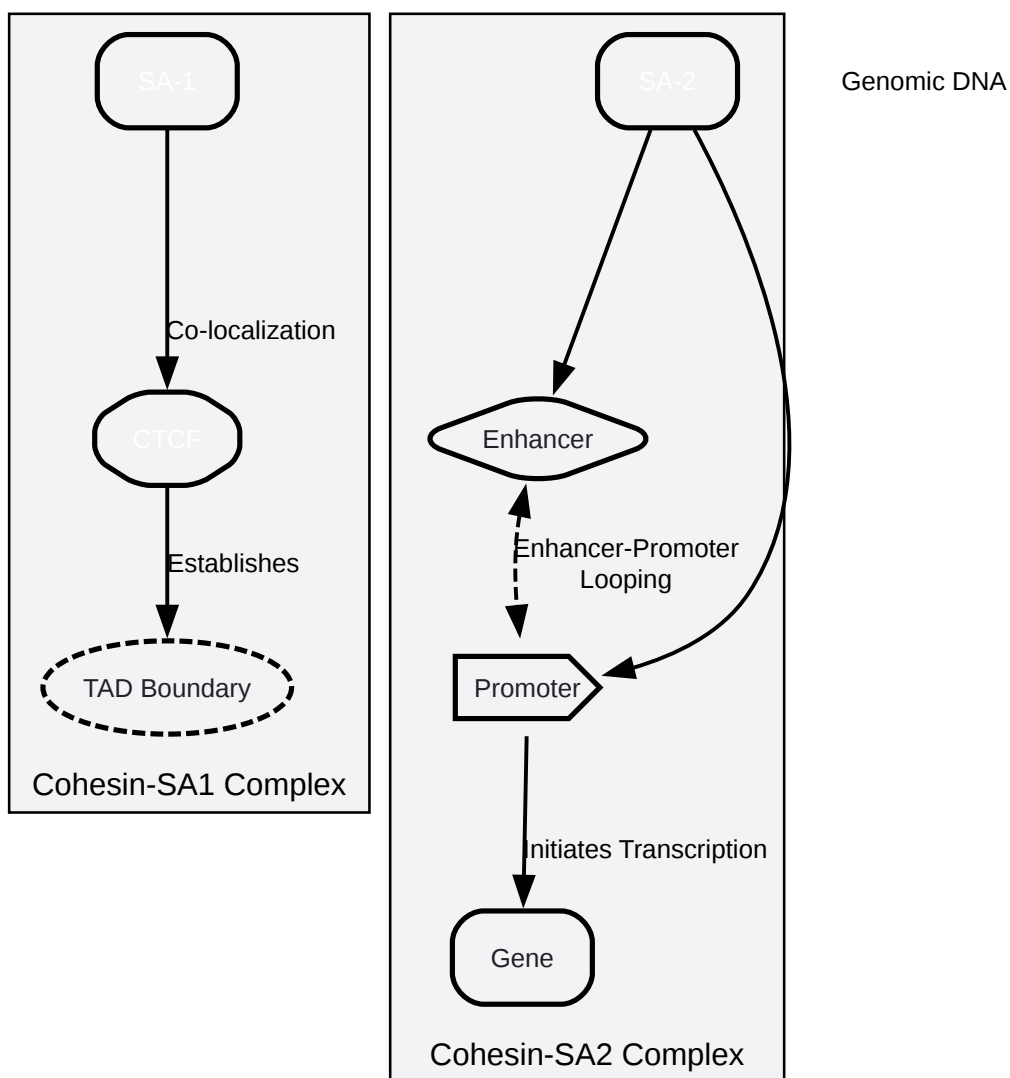 SA-1
Co-localization
CTCF
Establishes
TAD Boundary
Cohesin-SA1 Complex
SA-2
Enhancer
Enhancer-Promoter
Looping
Promoter
Initiates Transcription
Gene
Cohesin-SA2 Complex
Genomic DNA